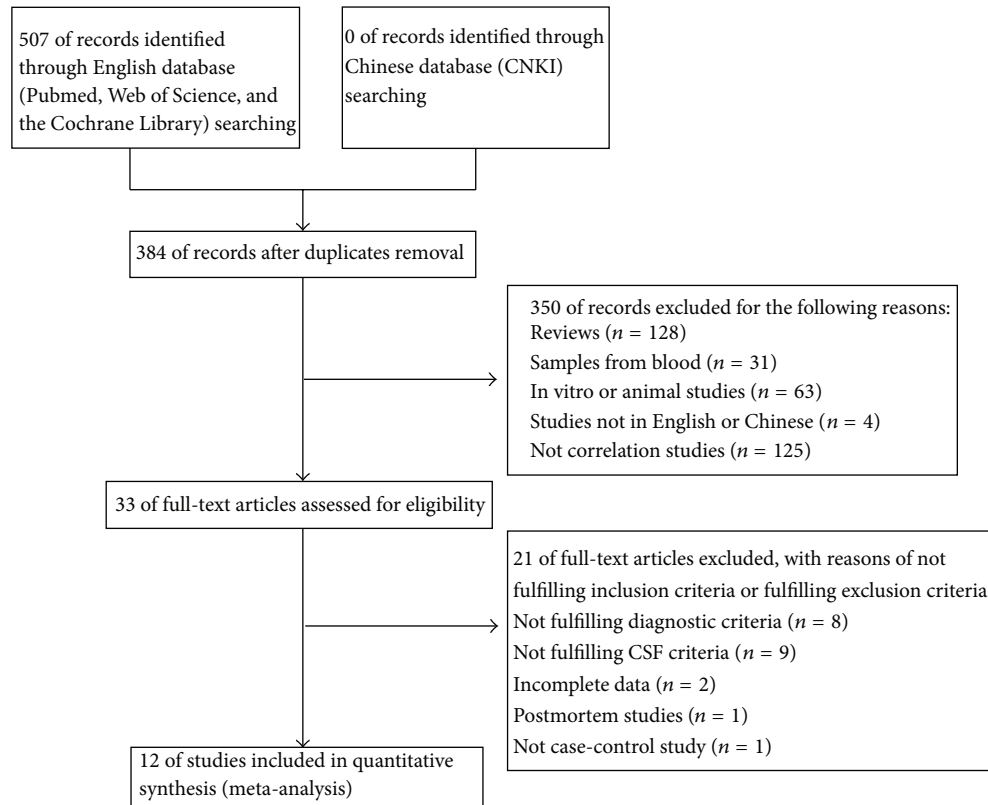 507 of records identified
through English database
(Pubmed, Web of Science, and
the Cochrane Library) searching
0 of records identified through
Chinese database (CNKI)
searching
384 of records after duplicates removal
350 of records excluded for the following reasons:
Reviews (n = 128)
Samples from blood (n = 31)
In vitro or animal studies (n = 63)
Studies not in English or Chinese (n = 4)
Not correlation studies (n = 125)
33 of full-text articles assessed for eligibility
21 of full-text articles excluded, with reasons of not
fulfilling inclusion criteria or fulfilling exclusion criteria
Not fulfilling diagnostic criteria (n = 8)
Not fulfilling CSF criteria (n = 9)
Incomplete data (n = 2)
Postmortem studies (n = 1)
Not case-control study (n = 1)
12 of studies included in quantitative
synthesis (meta-analysis)